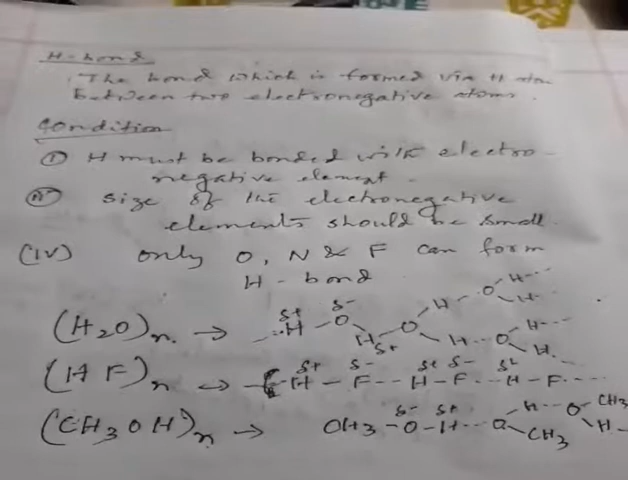 H-bond
The bond which is formed via H atom
between two electronegative atoms.
Condition
(i) H must be bonded with electro-
negative element.
(ii) size of the electronegative
elements should be small.
(iv) only O, N & F can form
H-bond
(H2O)n → ...H δ+ - O δ- H δ+ O H H... O H... H... O H... H...
(HF)n → H δ+ - F δ- -- H δ+ - F δ- -- H δ+ - F ----
(CH3OH)n → CH3 - O δ- - H δ+ --- O CH3 H -- O CH3 H -